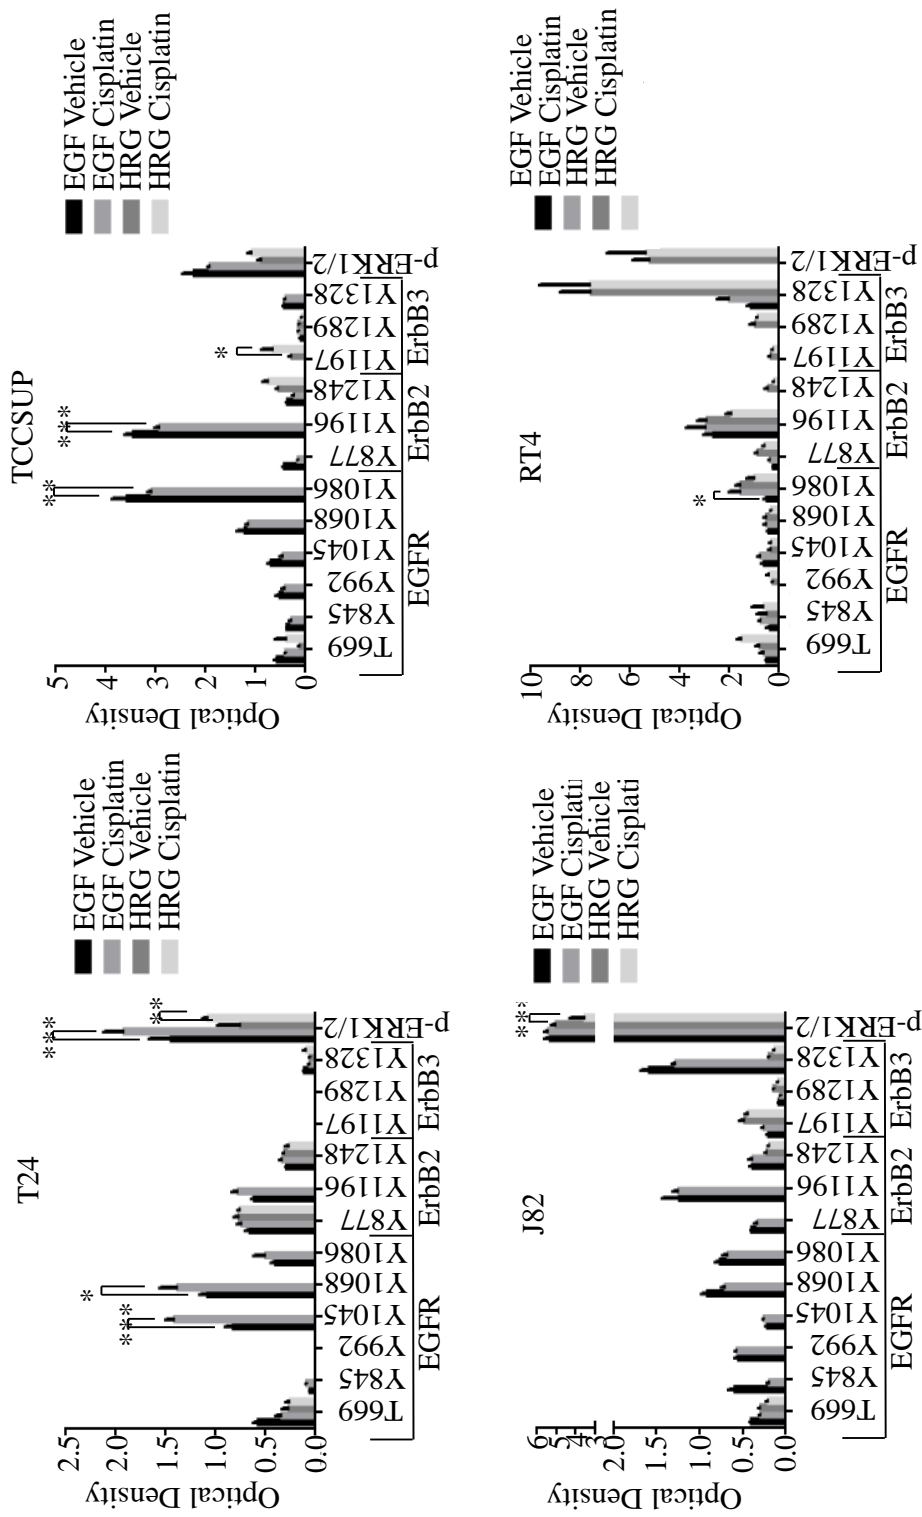 T24
EGF Vehicle
EGF Cisplatin
HRG Vehicle
HRG Cisplatin
Optical Density
2.5
2.0
1.5
1.0
0.5
0.0
*** * *** **
T669 Y845 Y992 Y1045 Y1068 Y1086 Y877 Y1196 Y1248 Y1197 Y1289 Y1328 p-ERK1/2
EGFR ErbB2 ErbB3
TCCSUP
EGF Vehicle
EGF Cisplatin
HRG Vehicle
HRG Cisplatin
Optical Density
5
4
3
2
1
0
** *** *
T669 Y845 Y992 Y1045 Y1068 Y1086 Y877 Y1196 Y1248 Y1197 Y1289 Y1328 p-ERK1/2
EGFR ErbB2 ErbB3
J82
EGF Vehicle
EGF Cisplati
HRG Vehicle
HRG Cisplati
Optical Density
6
5
4
3
2.0
1.5
1.0
0.5
0.0
***
T669 Y845 Y992 Y1045 Y1068 Y1086 Y877 Y1196 Y1248 Y1197 Y1289 Y1328 p-ERK1/2
EGFR ErbB2 ErbB3
RT4
EGF Vehicle
EGF Cisplatin
HRG Vehicle
HRG Cisplatin
Optical Density
10
8
6
4
2
0
*
T669 Y845 Y992 Y1045 Y1068 Y1086 Y877 Y1196 Y1248 Y1197 Y1289 Y1328 p-ERK1/2
EGFR ErbB2 ErbB3